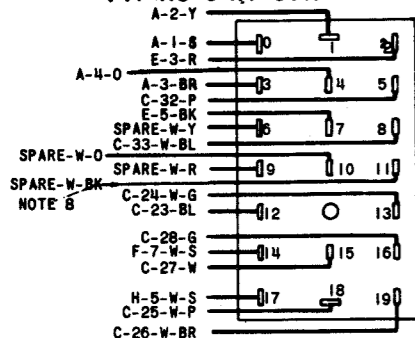 A-2-Y
A-1-S 0 1 2
E-3-R
A-4-O
A-3-BR 3 4 5
C-32-P
E-5-BK
SPARE-W-Y 6 7 8
C-33-W-BL
SPARE-W-O
SPARE-W-R 9 10 11
SPARE-W-BK
NOTE 8
C-24-W-G
C-23-BL 12 13
C-28-G
F-7-W-S 14 15 16
C-27-W
18
H-5-W-S 17 19
C-25-W-P
C-26-W-BR